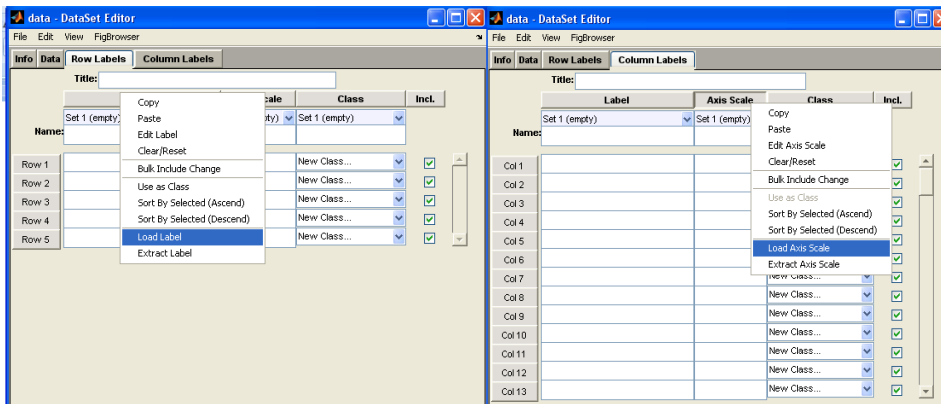 data - DataSet Editor
File Edit View FigBrowser
Info Data Row Labels Column Labels
Title:
cale Class Incl.
Set 1 (empty) pty) Set 1 (empty)
Name:
Copy
Paste
Edit Label
Clear/Reset
Bulk Include Change
Use as Class
Sort By Selected (Ascend)
Sort By Selected (Descend)
Load Label
Extract Label
Row 1 New Class...
Row 2 New Class...
Row 3 New Class...
Row 4 New Class...
Row 5 New Class...
data - DataSet Editor
File Edit View FigBrowser
Info Data Row Labels Column Labels
Title:
Label Axis Scale Class Incl.
Set 1 (empty) Set 1 (empty)
Name:
Copy
Paste
Edit Axis Scale
Clear/Reset
Bulk Include Change
Use as Class
Sort By Selected (Ascend)
Sort By Selected (Descend)
Load Axis Scale
Extract Axis Scale
Col 1
Col 2
Col 3
Col 4
Col 5
Col 6
Col 7 New Class...
Col 8 New Class...
Col 9 New Class...
Col 10 New Class...
Col 11 New Class...
Col 12 New Class...
Col 13 New Class...